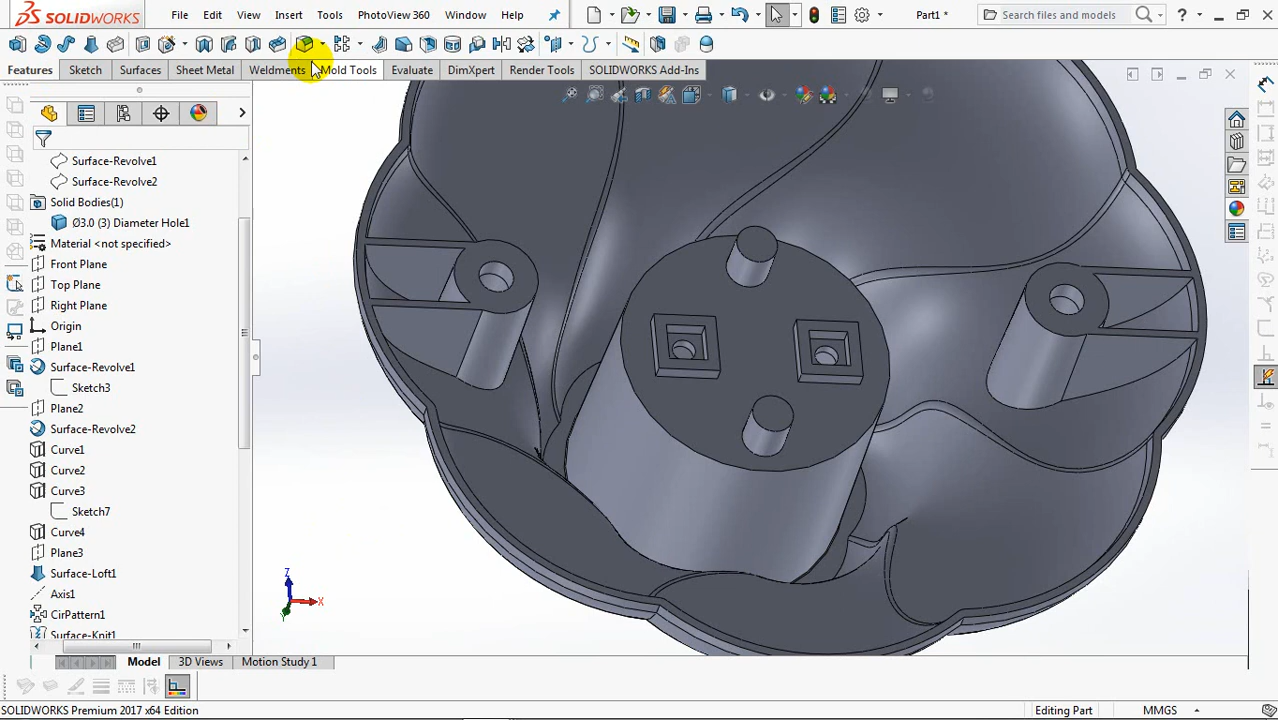 SOLIDWORKS File Edit View Insert Tools PhotoView 360 Window Help Part1 * Search files and models ?
Features Sketch Surfaces Sheet Metal Weldments Mold Tools Evaluate DimXpert Render Tools SOLIDWORKS Add-Ins
Surface-Revolve1
Surface-Revolve2
Solid Bodies(1)
Ø3.0 (3) Diameter Hole1
Material <not specified>
Front Plane
Top Plane
Right Plane
Origin
Plane1
Surface-Revolve1
Sketch3
Plane2
Surface-Revolve2
Curve1
Curve2
Curve3
Sketch7
Curve4
Plane3
Surface-Loft1
Axis1
CirPattern1
Surface-Knit1
Z
X
Y
Model 3D Views Motion Study 1
SOLIDWORKS Premium 2017 x64 Edition Editing Part MMGS